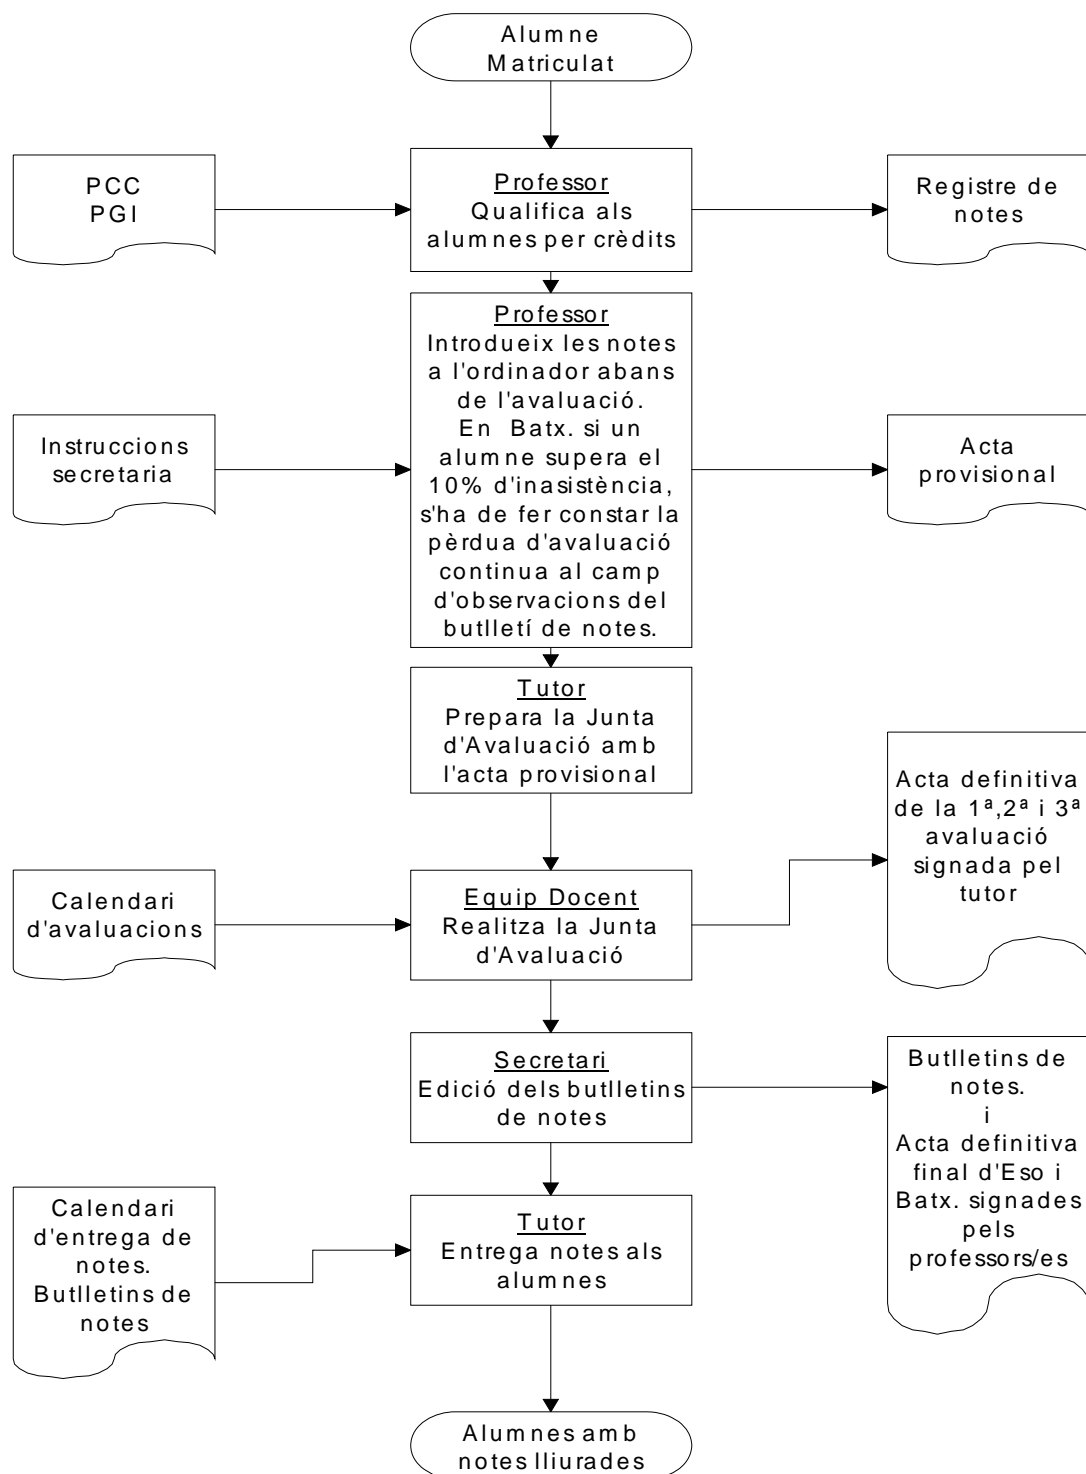 Alumne
Matriculat
PCC
PGI
Professor
Qualifica als
alumnes per crèdits
Registre de
notes
Professor
Introdueix les notes
a l'ordinador abans
de l'avalució.
En Batx. si un
alumne supera el
10% d'inasistència,
s'ha de fer constar la
pèrdua d'avaluació
continua al camp
d'observacions del
butlletí de notes.
Instruccions
secretaria
Acta
provisional
Tutor
Prepara la Junta
d'Avaluació amb
l'acta provisional
Acta definitiva
de la 1ª,2ª i 3ª
avaluació
signada pel
tutor
Calendari
d'avaluacions
Equip Docent
Realitza la Junta
d'Avaluació
Secretari
Edició dels butlletins
de notes
Butlletins de
notes.
i
Acta definitiva
final d'Eso i
Batx. signades
pels
professors/es
Calendari
d'entrega de
notes.
Butlletins de
notes
Tutor
Entrega notes als
alumnes
Alumnes amb
notes lliurades